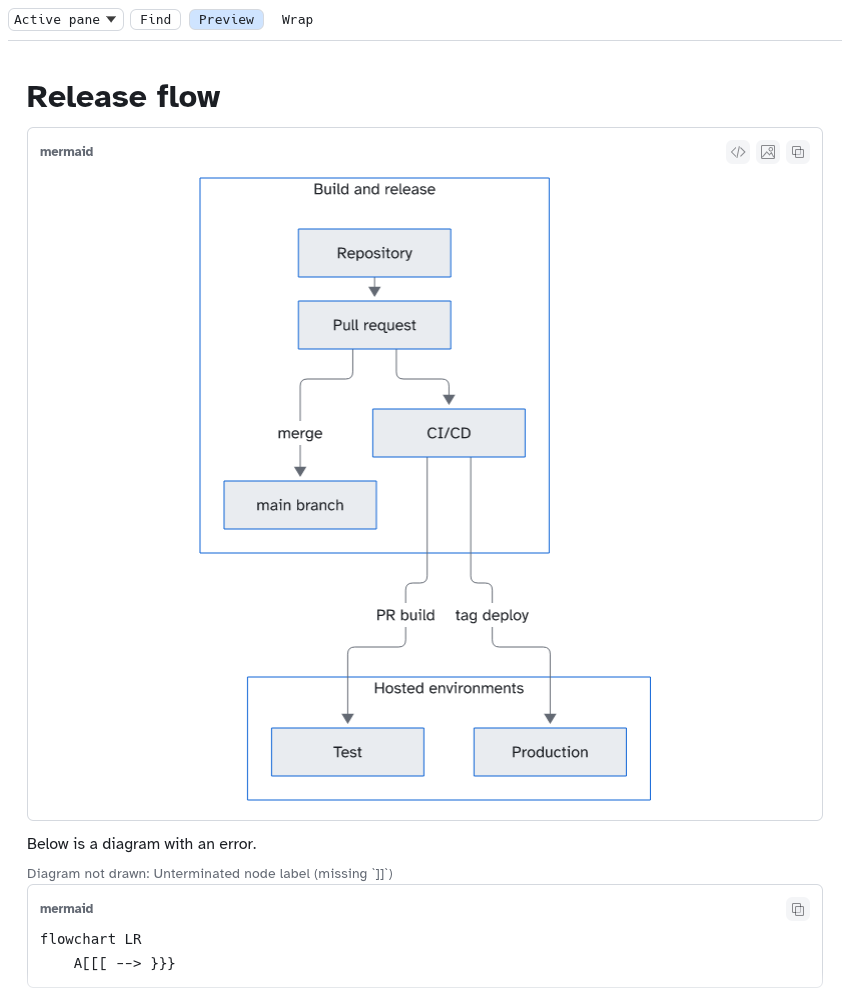 Active pane Find Preview Wrap
Release flow
mermaid
Build and release
Repository
Pull request
merge
CI/CD
main branch
PR build tag deploy
Hosted environments
Test Production
Below is a diagram with an error.
Diagram not drawn: Unterminated node label (missing `]]`)
mermaid
flowchart LR
    A[[[ --> }}}